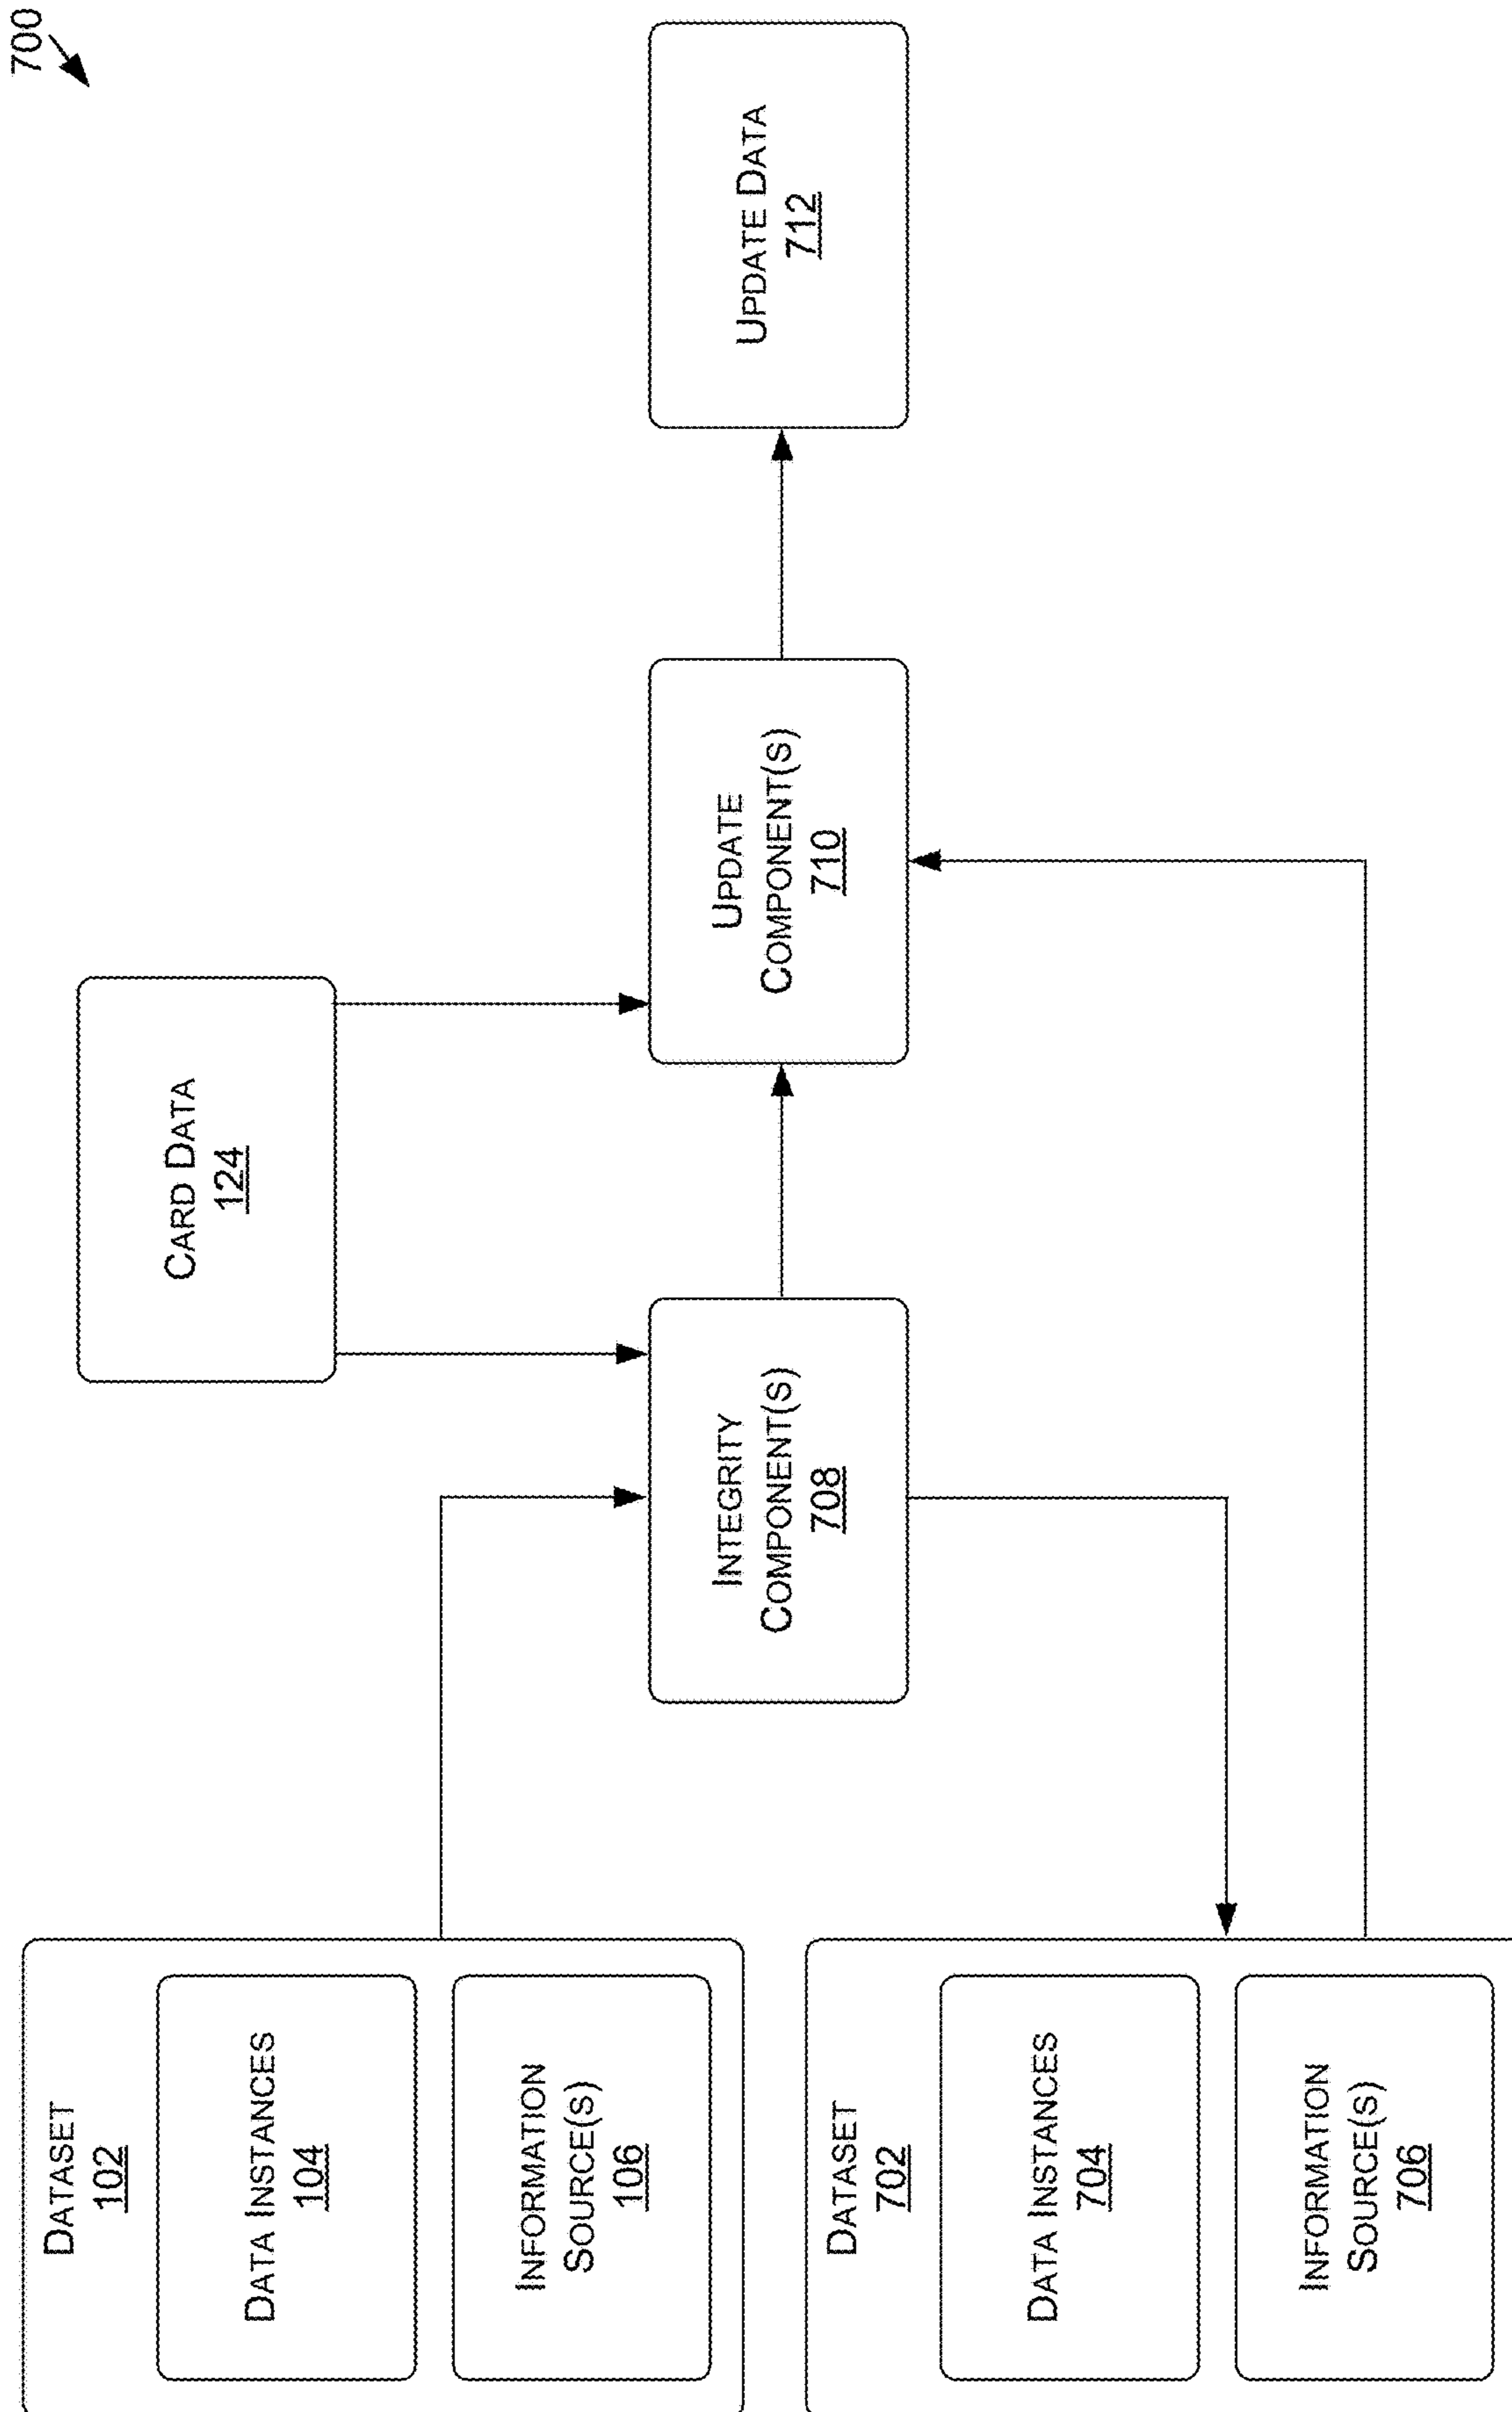 700
DATASET
102
DATA INSTANCES
104
INFORMATION
SOURCE(S)
106
DATASET
702
DATA INSTANCES
704
INFORMATION
SOURCE(S)
706
CARD DATA
124
INTEGRITY
COMPONENT(S)
708
UPDATE
COMPONENT(S)
710
UPDATE DATA
712